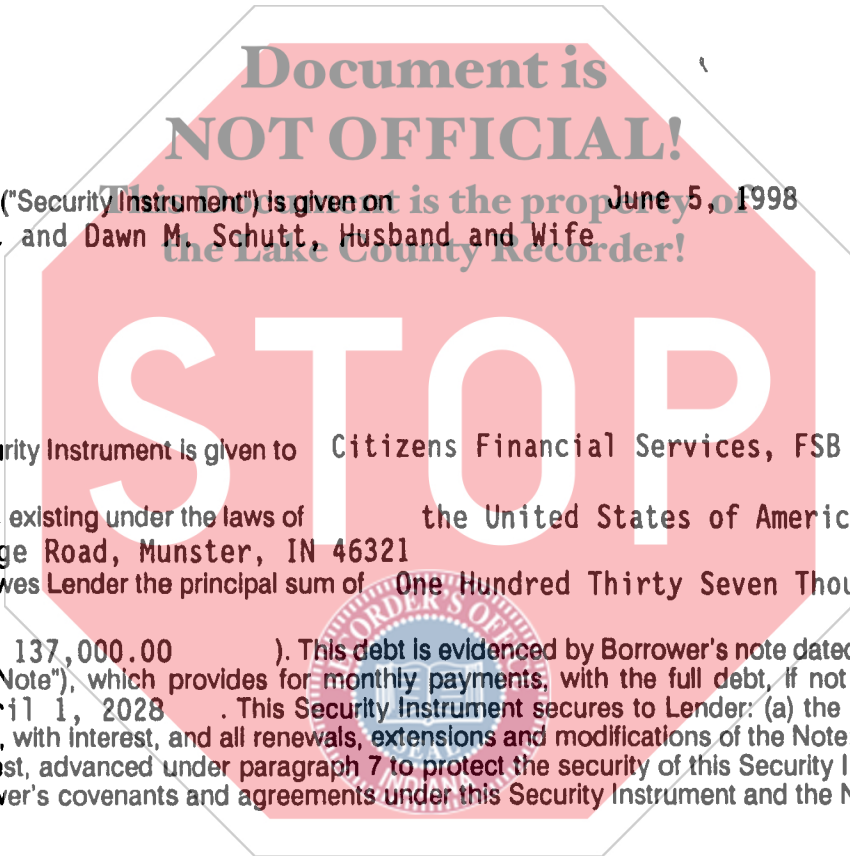 Document is
NOT OFFICIAL!
This Document is the property of
the Lake County Recorder!
("Security Instrument") is given on June 5, 1998
and Dawn M. Schutt, Husband and Wife
STOP
rity Instrument is given to Citizens Financial Services, FSB
existing under the laws of the United States of Americ
ge Road, Munster, IN 46321
wes Lender the principal sum of One Hundred Thirty Seven Thou
137,000.00 ). This debt is evidenced by Borrower's note dated
Note"), which provides for monthly payments, with the full debt, if not
il 1, 2028 . This Security Instrument secures to Lender: (a) the
, with interest, and all renewals, extensions and modifications of the Note
st, advanced under paragraph 7 to protect the security of this Security I
ver's covenants and agreements under this Security Instrument and the N
RECORDER'S OFFICE
SEAL
INDIANA